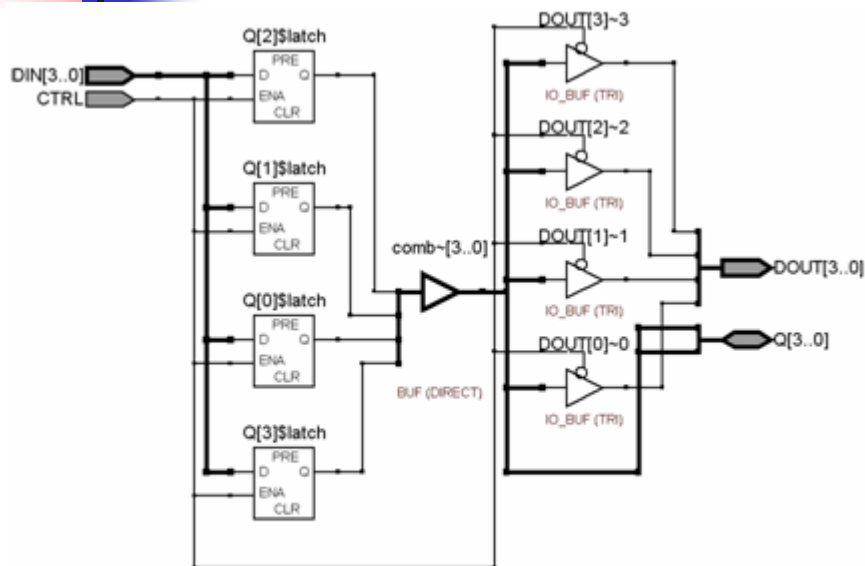 DIN[3..0]
CTRL
Q[2]$latch
PRE
D Q
ENA
CLR
Q[1]$latch
PRE
D Q
ENA
CLR
Q[0]$latch
PRE
D Q
ENA
CLR
Q[3]$latch
PRE
D Q
ENA
CLR
comb~[3..0]
BUF (DIRECT)
DOUT[3]~3
IO_BUF (TRI)
DOUT[2]~2
IO_BUF (TRI)
DOUT[1]~1
IO_BUF (TRI)
DOUT[0]~0
IO_BUF (TRI)
DOUT[3..0]
Q[3..0]